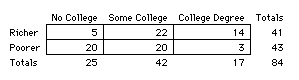 No College Some College College Degree Totals
Richer 5 22 14 41
Poorer 20 20 3 43
Totals 25 42 17 84